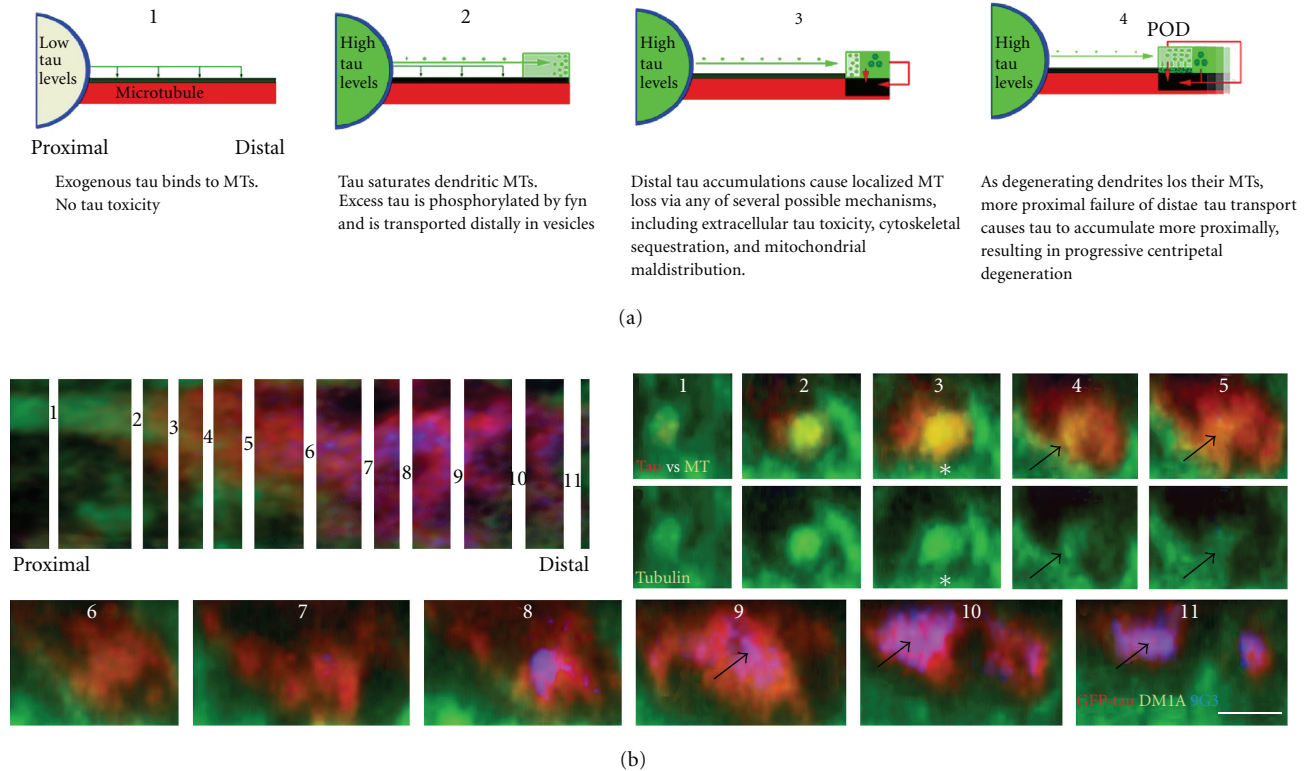 1
2
3
4
POD
Low
tau
levels
High
tau
levels
High
tau
levels
High
tau
levels
Microtubule
Proximal
Distal
Exogenous tau binds to MTs.
No tau toxicity
Tau saturates dendritic MTs.
Excess tau is phosphorylated by fyn
and is transported distally in vesicles
Distal tau accumulations cause localized MT
loss via any of several possible mechanisms,
including extracellular tau toxicity, cytoskeletal
sequestration, and mitochondrial
maldistribution.
As degenerating dendrites los their MTs,
more proximal failure of distae tau transport
causes tau to accumulate more proximally,
resulting in progressive centripetal
degeneration
(a)
1
2
3
4
5
6
7
8
9
10
11
Proximal
Distal
1
2
3
4
5
Tau vs MT
*
Tubulin
*
6
7
8
9
10
11
GFP-tau DM1A 9G3
(b)